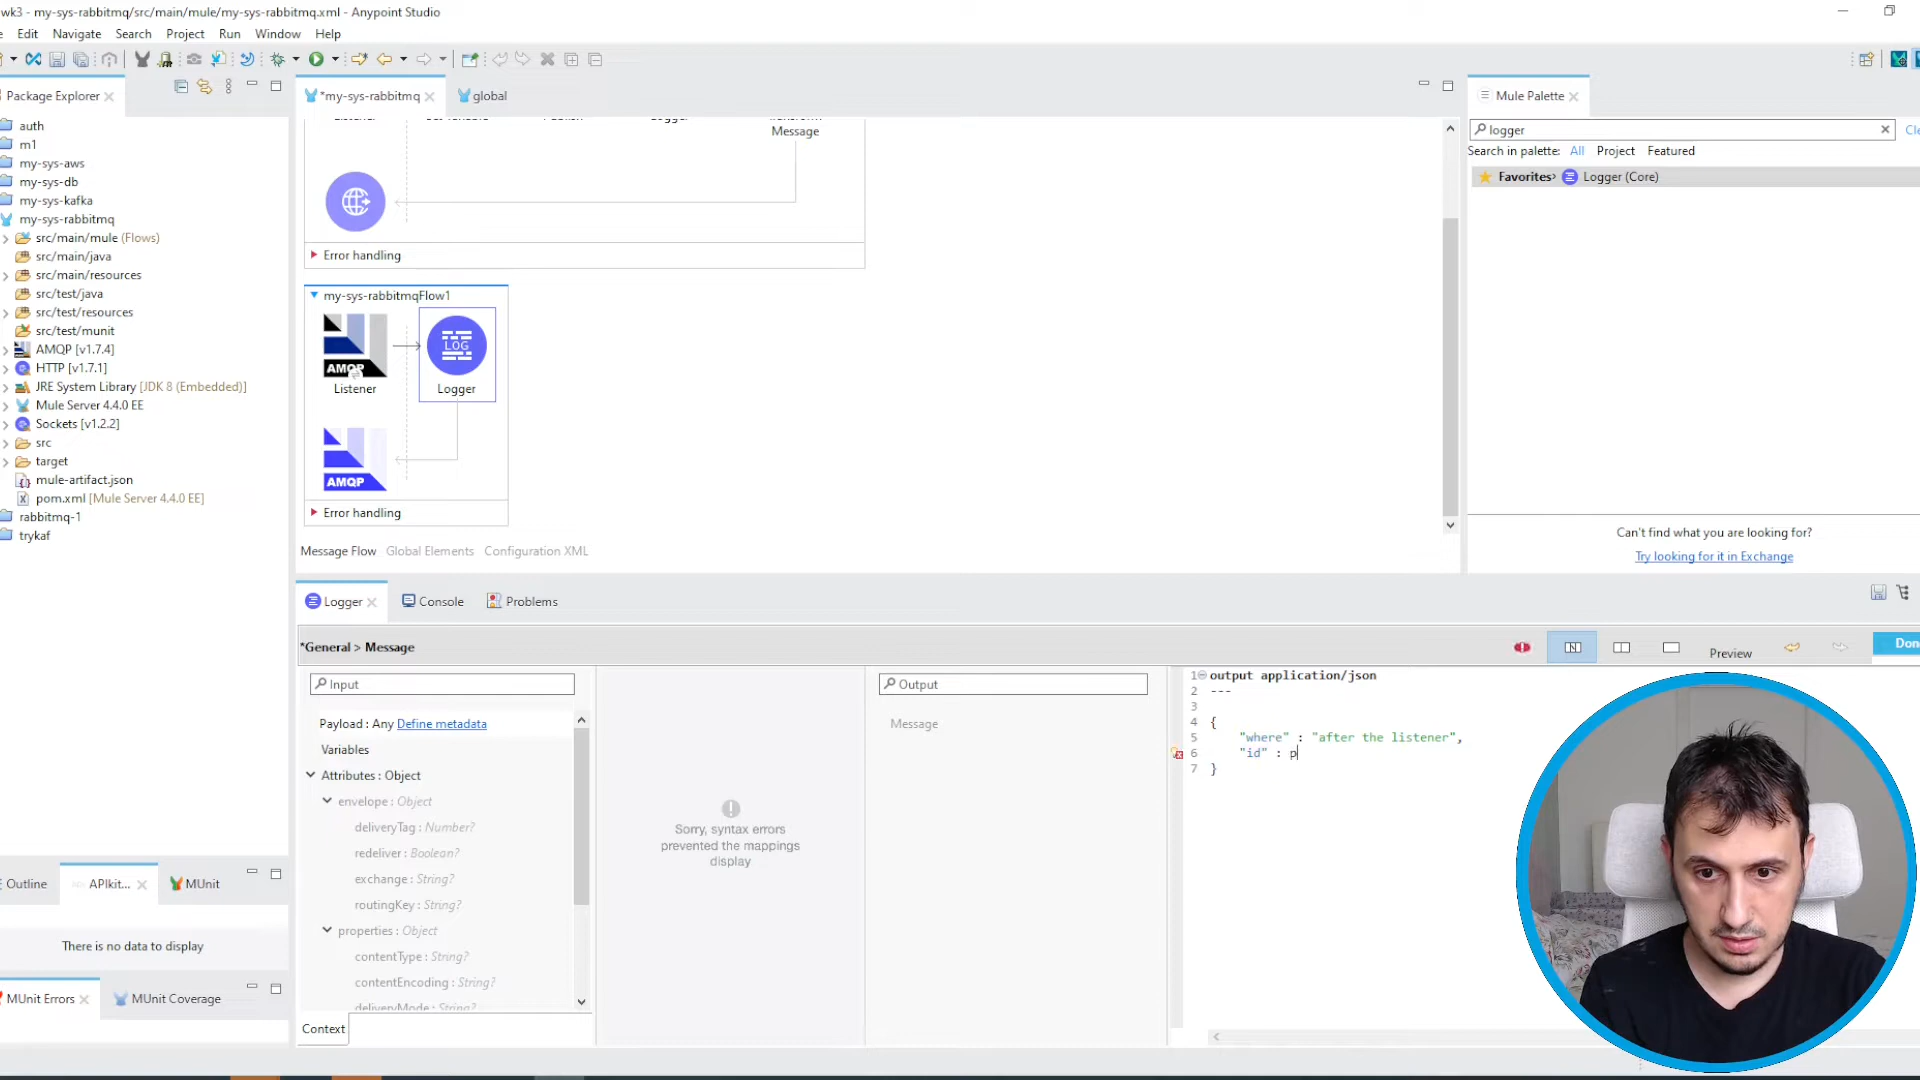 wk3 - my-sys-rabbitmq/src/main/mule/my-sys-rabbitmq.xml - Anypoint Studio
Edit Navigate Search Project Run Window Help
Package Explorer
*my-sys-rabbitmq
global
Mule Palette
auth
m1
my-sys-aws
my-sys-db
my-sys-kafka
my-sys-rabbitmq
src/main/mule (Flows)
src/main/java
src/main/resources
src/test/java
src/test/resources
src/test/munit
AMQP [v1.7.4]
HTTP [v1.7.1]
JRE System Library [JDK 8 (Embedded)]
Mule Server 4.4.0 EE
Sockets [v1.2.2]
src
target
mule-artifact.json
pom.xml [Mule Server 4.4.0 EE]
rabbitmq-1
trykaf
Message
Error handling
my-sys-rabbitmqFlow1
AMQP
LOG
Listener
Logger
AMQP
Error handling
Message Flow Global Elements Configuration XML
logger
Search in palette: All Project Featured
Favorites> Logger (Core)
Can't find what you are looking for?
Try looking for it in Exchange
Logger
Console
Problems
*General > Message
Preview
Input
Payload : Any Define metadata
Variables
Attributes : Object
envelope : Object
deliveryTag : Number?
redeliver : Boolean?
exchange : String?
routingKey : String?
properties : Object
contentType : String?
contentEncoding : String?
deliveryMode : String?
Context
Sorry, syntax errors
prevented the mappings
display
Output
Message
1 output application/json
2 ---
3
4 {
5 "where" : "after the listener",
6 "id" : p
7 }
Outline
APIkit...
MUnit
There is no data to display
MUnit Errors
MUnit Coverage